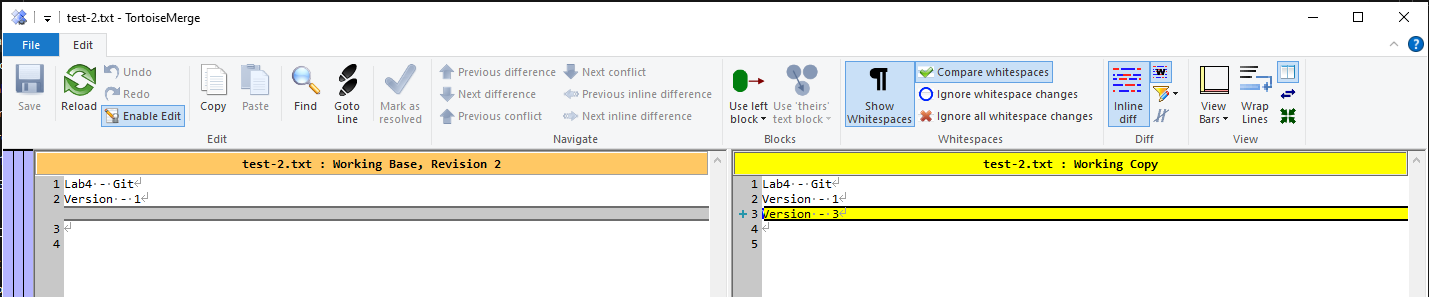 test-2.txt - TortoiseMerge
File Edit
Save
Reload
Undo
Redo
Enable Edit
Copy
Paste
Edit
Find
Goto Line
Mark as resolved
Previous difference
Next difference
Previous conflict
Next conflict
Previous inline difference
Next inline difference
Navigate
Use left block
Use 'theirs' text block
Blocks
Show Whitespaces
Compare whitespaces
Ignore whitespace changes
Ignore all whitespace changes
Whitespaces
Inline diff
Diff
View Bars
Wrap Lines
View
test-2.txt : Working Base, Revision 2
1 Lab4 - Git
2 Version - 1
3
4
test-2.txt : Working Copy
1 Lab4 - Git
2 Version - 1
+ 3 Version - 3
4
5